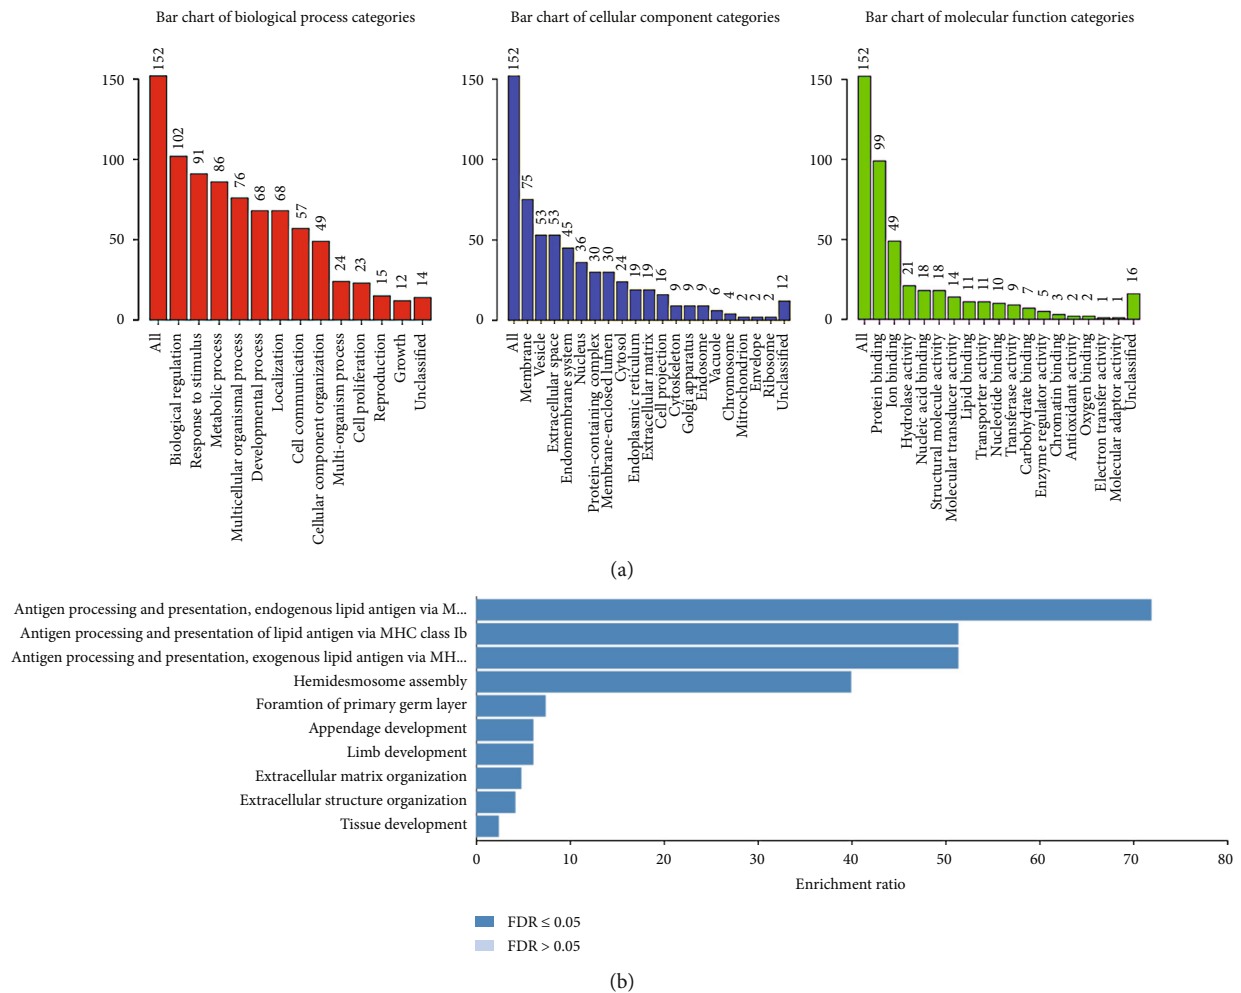 Bar chart of biological process categories
150
100
50
0
152
102
91
86
76
68
68
57
49
24
23
15
12
14
All
Biological regulation
Response to stimulus
Metabolic process
Multicellular organismal process
Developmental process
Localization
Cell communication
Cellular component organization
Multi-organism process
Cell proliferation
Reproduction
Growth
Unclassified
Bar chart of cellular component categories
150
100
50
0
152
75
53
53
45
36
30
30
24
19
19
16
9
9
9
6
4
2
2
2
12
All
Membrane
Vesicle
Extracellular space
Endomembrane system
Nucleus
Protein-containing complex
Membrane-enclosed lumen
Cytosol
Endoplasmic reticulum
Extracellular matrix
Cell projection
Cytoskeleton
Golgi apparatus
Endosome
Vacuole
Chromosome
Mitrochondrion
Envelope
Ribosome
Unclassified
Bar chart of molecular function categories
150
100
50
0
152
99
49
21
18
18
14
11
11
10
9
7
5
3
2
2
1
1
16
All
Protein binding
Ion binding
Hydrolase activity
Nucleic acid binding
Structural molecule activity
Molecular transducer activity
Lipid binding
Transporter activity
Nucleotide binding
Transferase activity
Carbohydrate binding
Enzyme regulator activity
Chromatin binding
Antioxidant activity
Oxygen binding
Electron transfer activity
Molecular adaptor activity
Unclassified
(a)
Antigen processing and presentation, endogenous lipid antigen via M...
Antigen processing and presentation of lipid antigen via MHC class Ib
Antigen processing and presentation, exogenous lipid antigen via MH...
Hemidesmosome assembly
Foramtion of primary germ layer
Appendage development
Limb development
Extracellular matrix organization
Extracellular structure organization
Tissue development
0 10 20 30 40 50 60 70 80
Enrichment ratio
FDR ≤ 0.05
FDR > 0.05
(b)